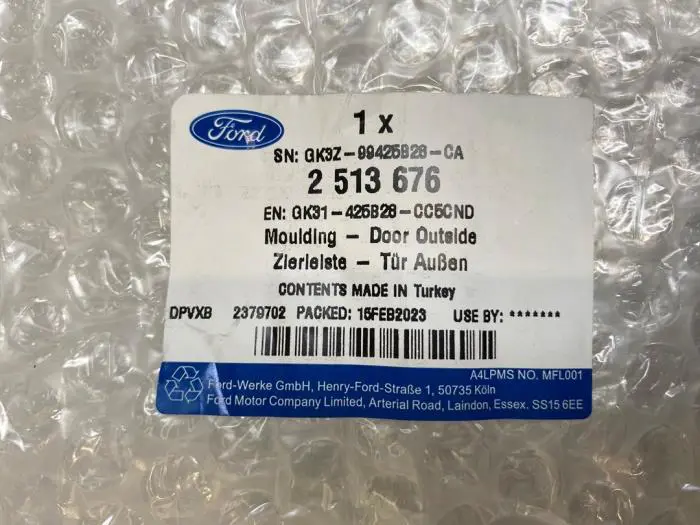 Ford
1 x
SN: GK3Z-99425B28-CA
2 513 676
EN: GK31-425B28-CC5CND
Moulding - Door Outside
Zierleiste - Tür Außen
CONTENTS MADE IN Turkey
DPVXB 2379702 PACKED: 15FEB2023 USE BY: *******
A4LPMS NO. MFL001
Ford-Werke GmbH, Henry-Ford-Straße 1, 50735 Köln
Ford Motor Company Limited, Arterial Road, Laindon, Essex. SS15 6EE